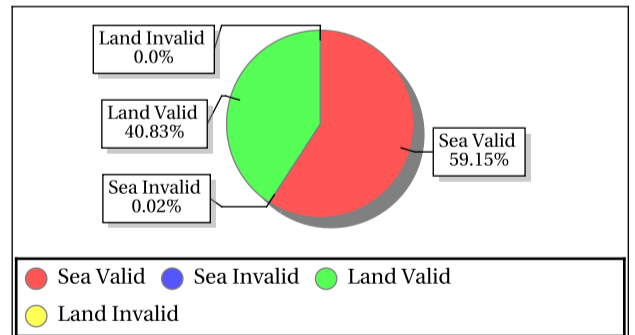 Land Invalid
0.0%
Land Valid
40.83%
Sea Valid
59.15%
Sea Invalid
0.02%
Sea Valid Sea Invalid Land Valid
Land Invalid